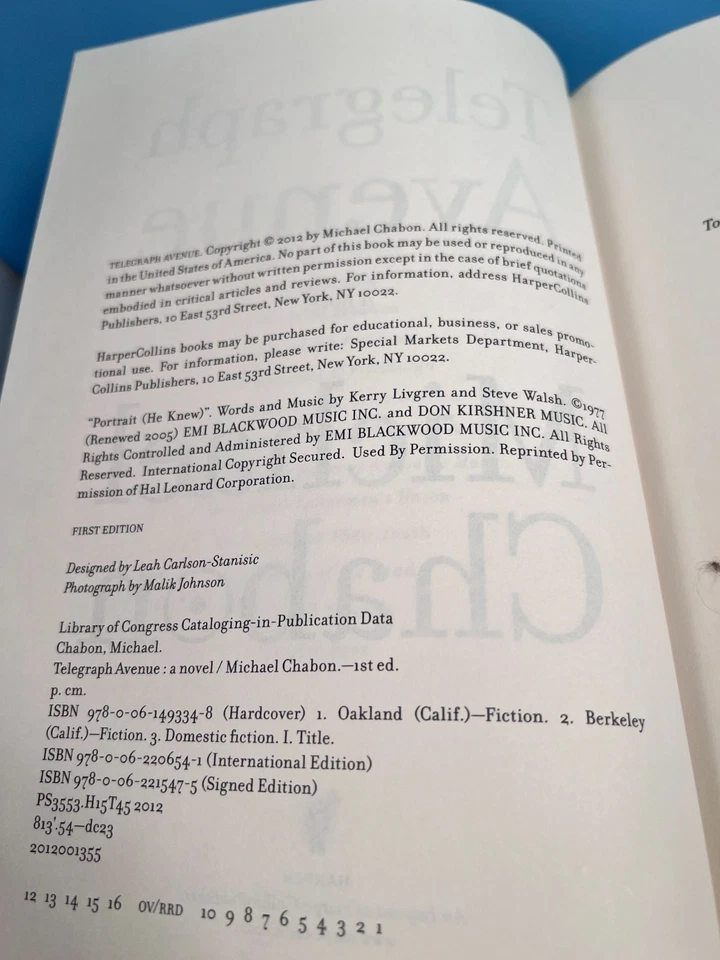 TELEGRAPH AVENUE. Copyright © 2012 by Michael Chabon. All rights reserved. Printed
in the United States of America. No part of this book may be used or reproduced in any
manner whatsoever without written permission except in the case of brief quotations
embodied in critical articles and reviews. For information, address HarperCollins
Publishers, 10 East 53rd Street, New York, NY 10022.
HarperCollins books may be purchased for educational, business, or sales promo-
tional use. For information, please write: Special Markets Department, Harper-
Collins Publishers, 10 East 53rd Street, New York, NY 10022.
"Portrait (He Knew)". Words and Music by Kerry Livgren and Steve Walsh. ©1977
(Renewed 2005) EMI BLACKWOOD MUSIC INC. and DON KIRSHNER MUSIC. All
Rights Controlled and Administered by EMI BLACKWOOD MUSIC INC. All Rights
Reserved. International Copyright Secured. Used By Permission. Reprinted by Per-
mission of Hal Leonard Corporation.
FIRST EDITION
Designed by Leah Carlson-Stanisic
Photograph by Malik Johnson
Library of Congress Cataloging-in-Publication Data
Chabon, Michael.
Telegraph Avenue : a novel / Michael Chabon.—1st ed.
p. cm.
ISBN 978-0-06-149334-8 (Hardcover) 1. Oakland (Calif.)—Fiction. 2. Berkeley
(Calif.)—Fiction. 3. Domestic fiction. I. Title.
ISBN 978-0-06-220654-1 (International Edition)
ISBN 978-0-06-221547-5 (Signed Edition)
PS3553.H15T45 2012
813'.54—dc23
2012001355
12 13 14 15 16 OV/RRD 10 9 8 7 6 5 4 3 2 1
To
Telegraph
Avenue
Michael
Chabon